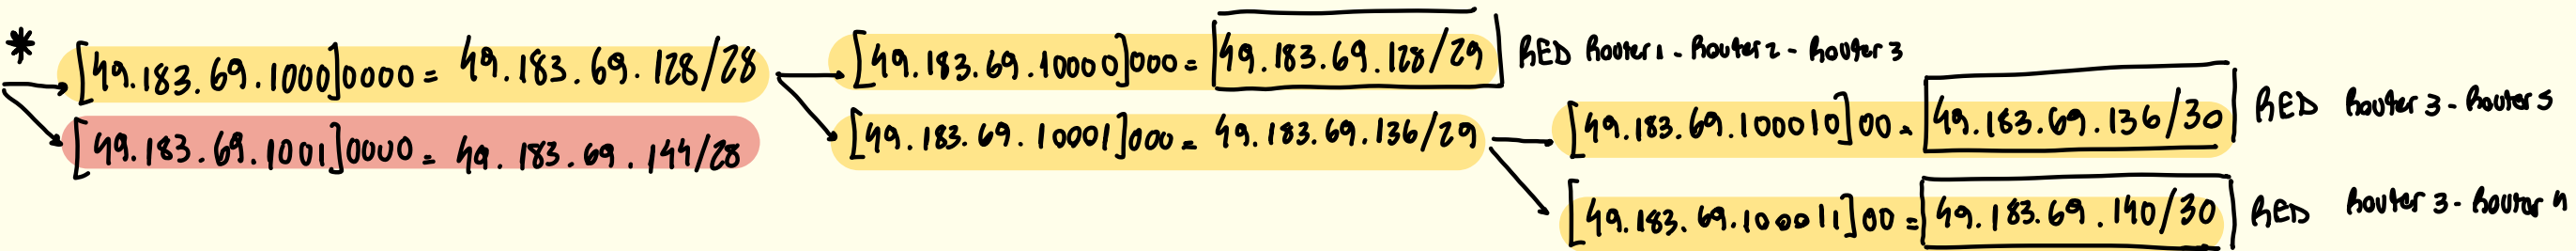 *
[49.183.69.1000]0000 = 49.183.69.128/28
[49.183.69.1001]0000 = 49.183.69.144/28
[49.183.69.10000]000 = 49.183.69.128/29 RED Router 1 - Router 2 - Router 3
[49.183.69.10001]000 = 49.183.69.136/29
[49.183.69.100010]00 = 49.183.69.136/30 RED Router 3 - Router 5
[49.183.69.100011]00 = 49.183.69.140/30 RED Router 3 - Router 4